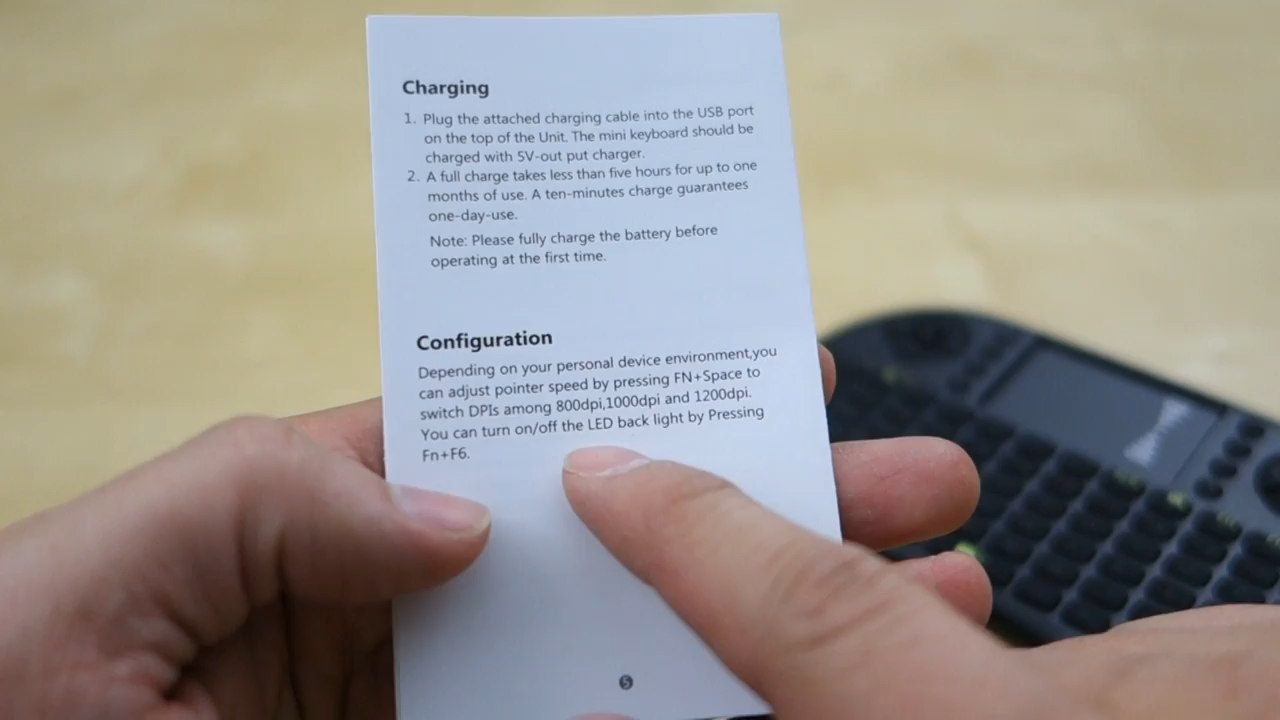 Charging
1. Plug the attached charging cable into the USB port
on the top of the Unit. The mini keyboard should be
charged with 5V-out put charger.
2. A full charge takes less than five hours for up to one
months of use. A ten-minutes charge guarantees
one-day-use.
Note: Please fully charge the battery before
operating at the first time.
Configuration
Depending on your personal device environment,you
can adjust pointer speed by pressing FN+Space to
switch DPIs among 800dpi,1000dpi and 1200dpi.
You can turn on/off the LED back light by Pressing
Fn+F6.
5